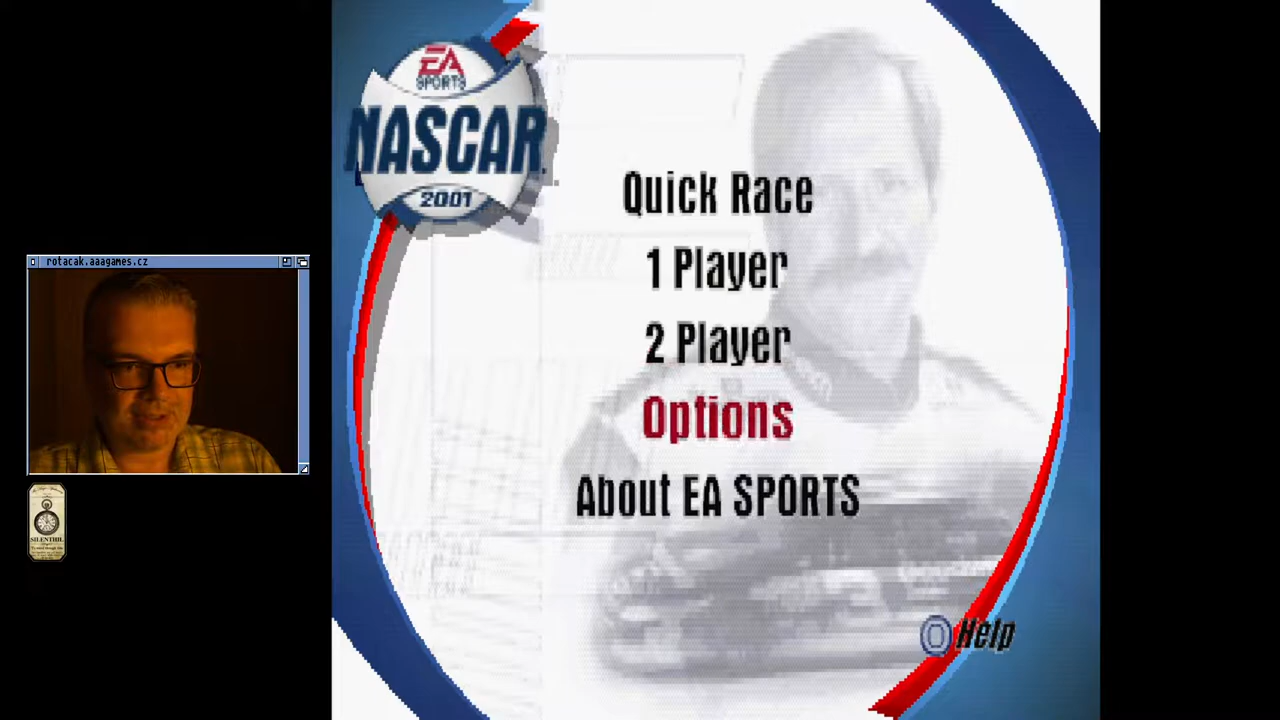 EA
SPORTS
NASCAR
2001
Quick Race
1 Player
2 Player
Options
About EA SPORTS
Help
rotacak.aaagames.cz